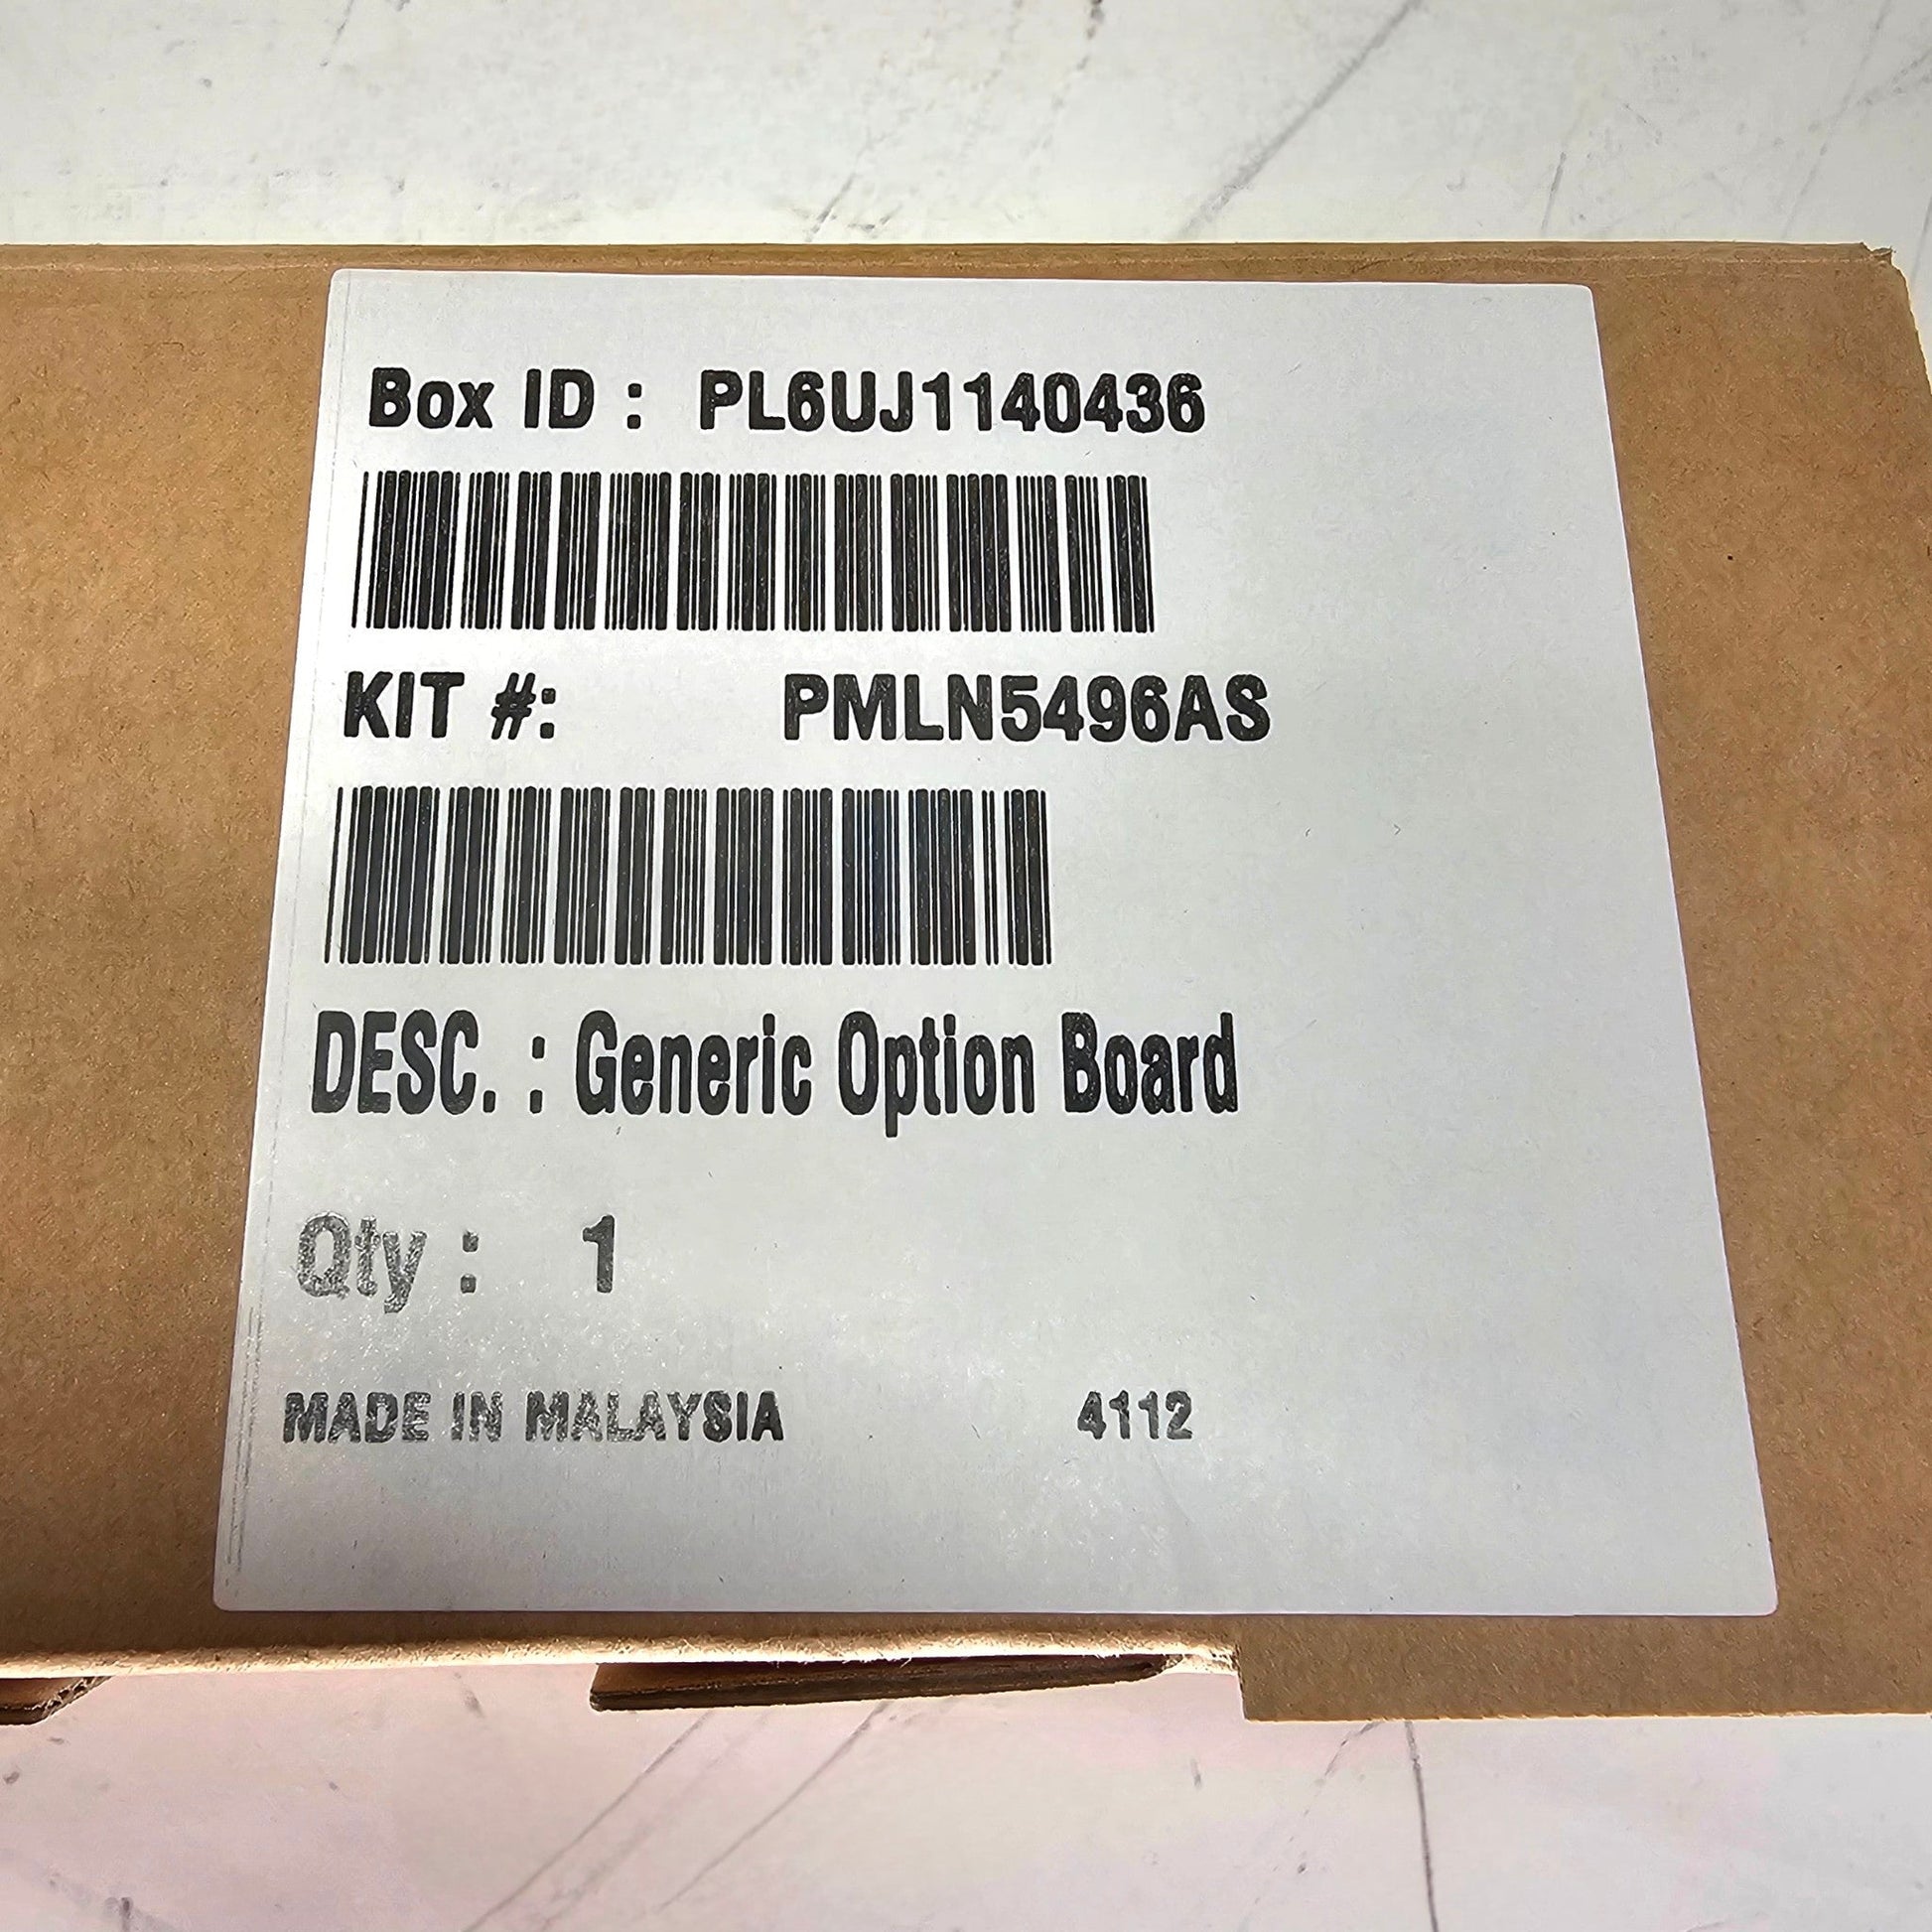 Box ID : PL6UJ1140436
KIT #: PMLN5496AS
DESC. : Generic Option Board
Qty : 1
MADE IN MALAYSIA 4112